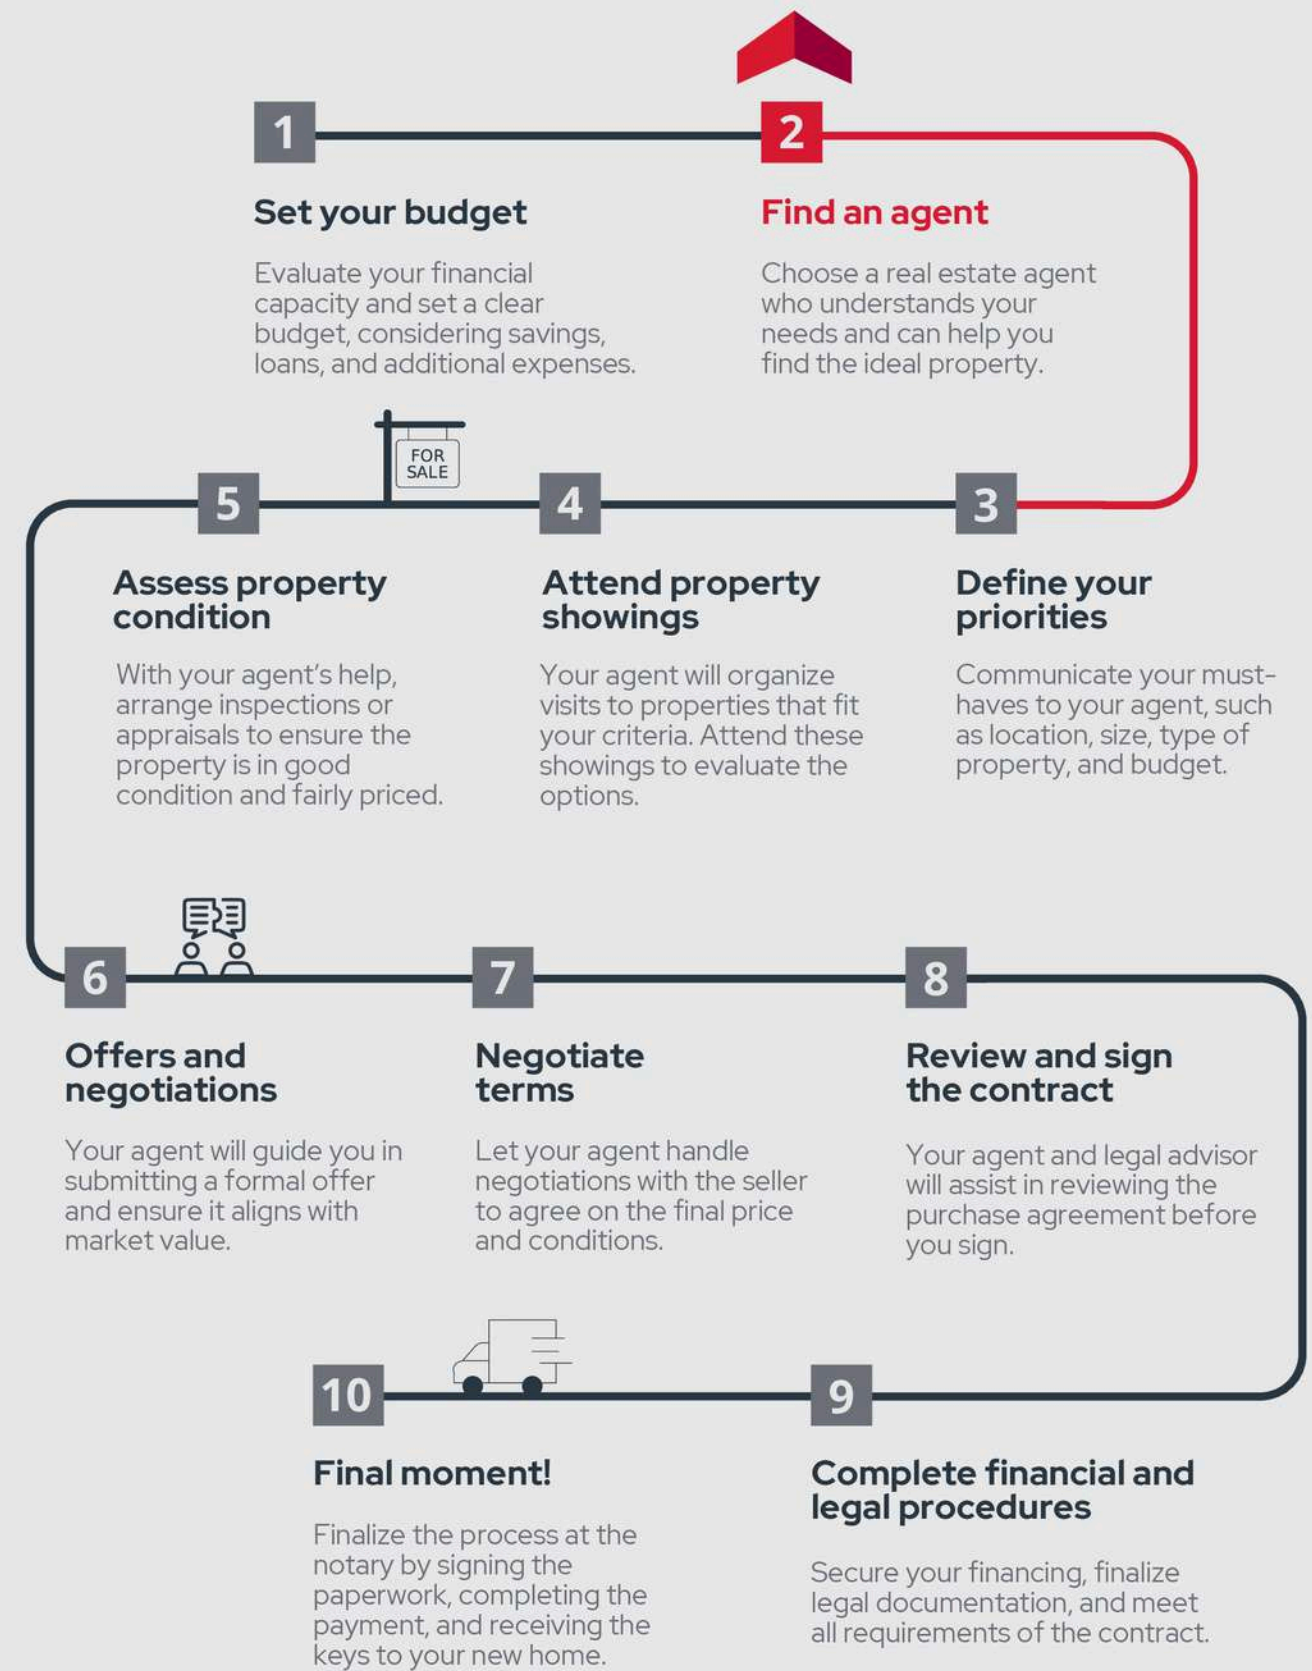 1
Set your budget
Evaluate your financial
capacity and set a clear
budget, considering savings,
loans, and additional expenses.
2
Find an agent
Choose a real estate agent
who understands your
needs and can help you
find the ideal property.
3
Define your
priorities
Communicate your must-
haves to your agent, such
as location, size, type of
property, and budget.
4
Attend property
showings
Your agent will organize
visits to properties that fit
your criteria. Attend these
showings to evaluate the
options.
FOR
SALE
5
Assess property
condition
With your agent's help,
arrange inspections or
appraisals to ensure the
property is in good
condition and fairly priced.
6
Offers and
negotiations
Your agent will guide you in
submitting a formal offer
and ensure it aligns with
market value.
7
Negotiate
terms
Let your agent handle
negotiations with the seller
to agree on the final price
and conditions.
8
Review and sign
the contract
Your agent and legal advisor
will assist in reviewing the
purchase agreement before
you sign.
9
Complete financial and
legal procedures
Secure your financing, finalize
legal documentation, and meet
all requirements of the contract.
10
Final moment!
Finalize the process at the
notary by signing the
paperwork, completing the
payment, and receiving the
keys to your new home.